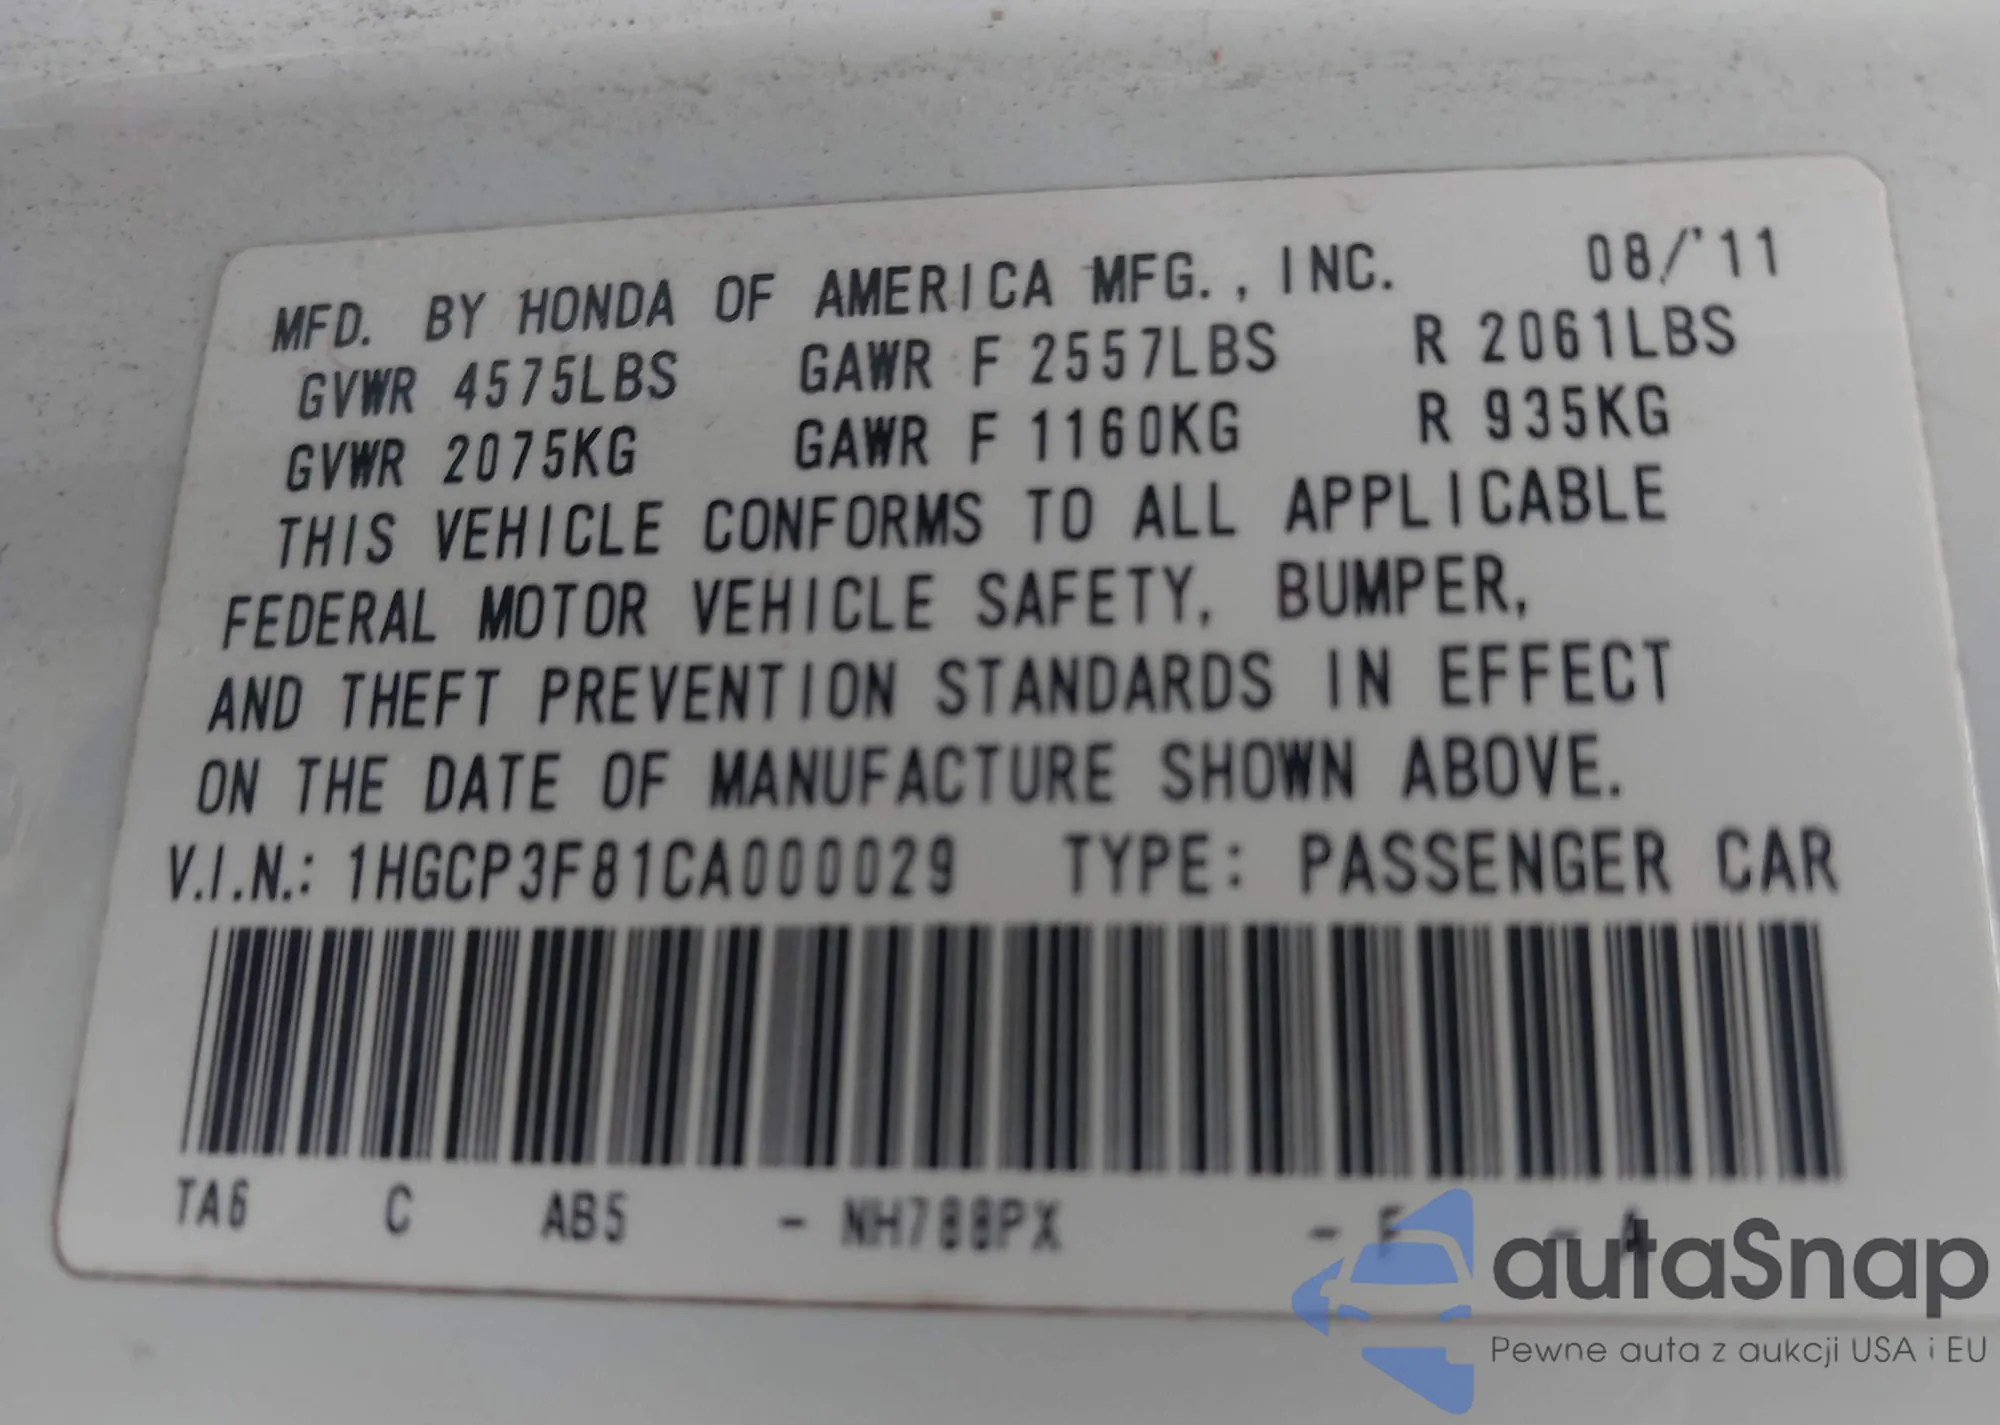 MFD. BY HONDA OF AMERICA MFG., INC. 08/'11
GVWR 4575LBS GAWR F 2557LBS R 2061LBS
GVWR 2075KG GAWR F 1160KG R 935KG
THIS VEHICLE CONFORMS TO ALL APPLICABLE
FEDERAL MOTOR VEHICLE SAFETY, BUMPER,
AND THEFT PREVENTION STANDARDS IN EFFECT
ON THE DATE OF MANUFACTURE SHOWN ABOVE.
V.I.N.: 1HGCP3F81CA000029 TYPE: PASSENGER CAR
TA6 C AB5 - NH788PX - F - A
autaSnap
Pewne auta z aukcji USA i EU